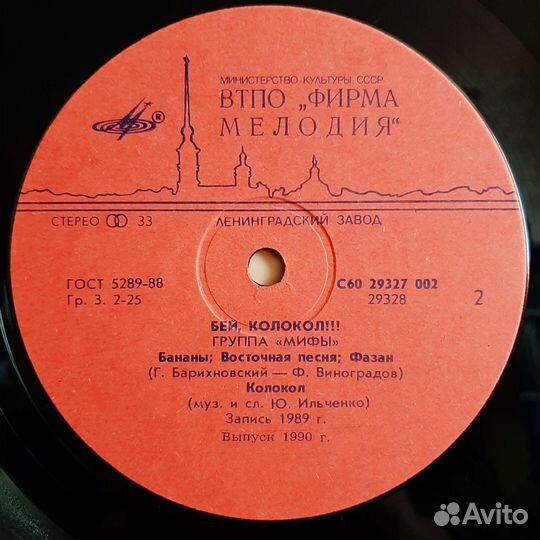 МИНИСТЕРСТВО КУЛЬТУРЫ СССР
ВТПО „ФИРМА
МЕЛОДИЯ“
®
СТЕРЕО 33 ЛЕНИНГРАДСКИЙ ЗАВОД
ГОСТ 5289-88 С60 29327 002
Гр. 3. 2-25 29328 2
БЕЙ, КОЛОКОЛ!!!
ГРУППА «МИФЫ»
Бананы; Восточная песня; Фазан
(Г. Барихновский — Ф. Виноградов)
Колокол
(муз. и сл. Ю. Ильченко)
Запись 1989 г.
Выпуск 1990 г.
Avito